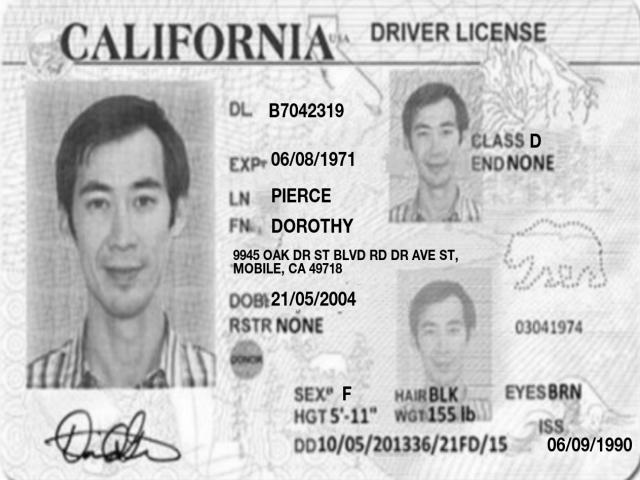 CALIFORNIA USA DRIVER LICENSE
DL B7042319
CLASS D
EXP 06/08/1971
END NONE
LN PIERCE
FN DOROTHY
9945 OAK DR ST BLVD RD DR AVE ST,
MOBILE, CA 49718
DOB 21/05/2004
RSTR NONE
03041974
DONOR
SEX F HAIR BLK EYES BRN
HGT 5'-11" WGT 155 lb
ISS
DD 10/05/201336/21FD/15 06/09/1990